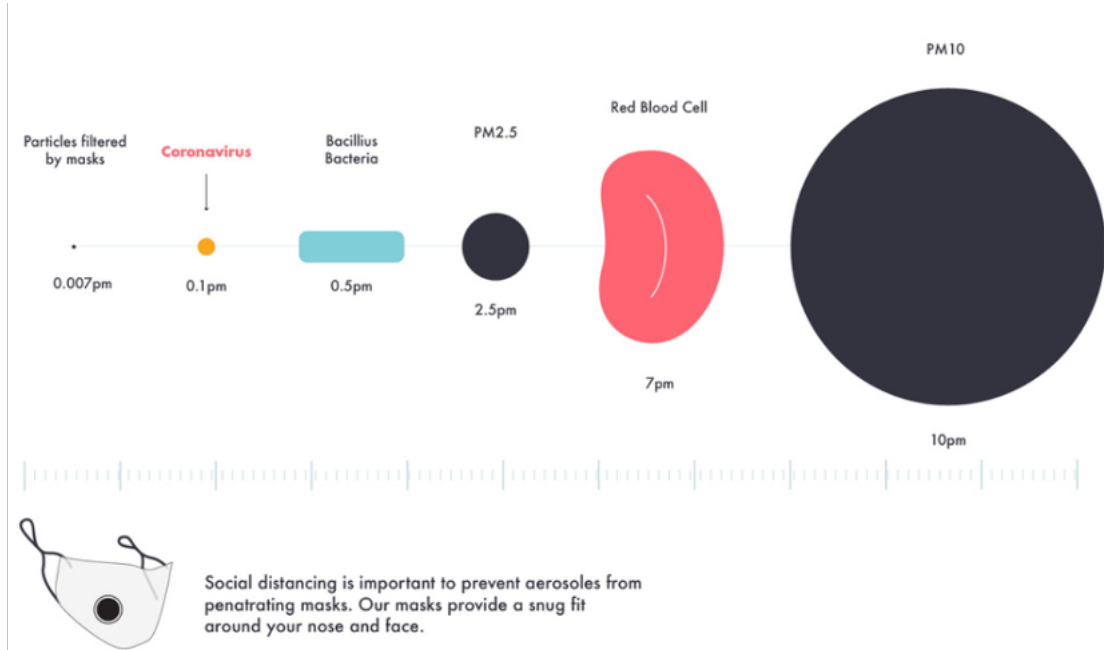 PM10
Red Blood Cell
PM2.5
Particles filtered
by masks
Coronavirus
Bacillius
Bacteria
0.007pm
0.1pm
0.5pm
2.5pm
7pm
10pm
Social distancing is important to prevent aerosoles from
penatrating masks. Our masks provide a snug fit
around your nose and face.